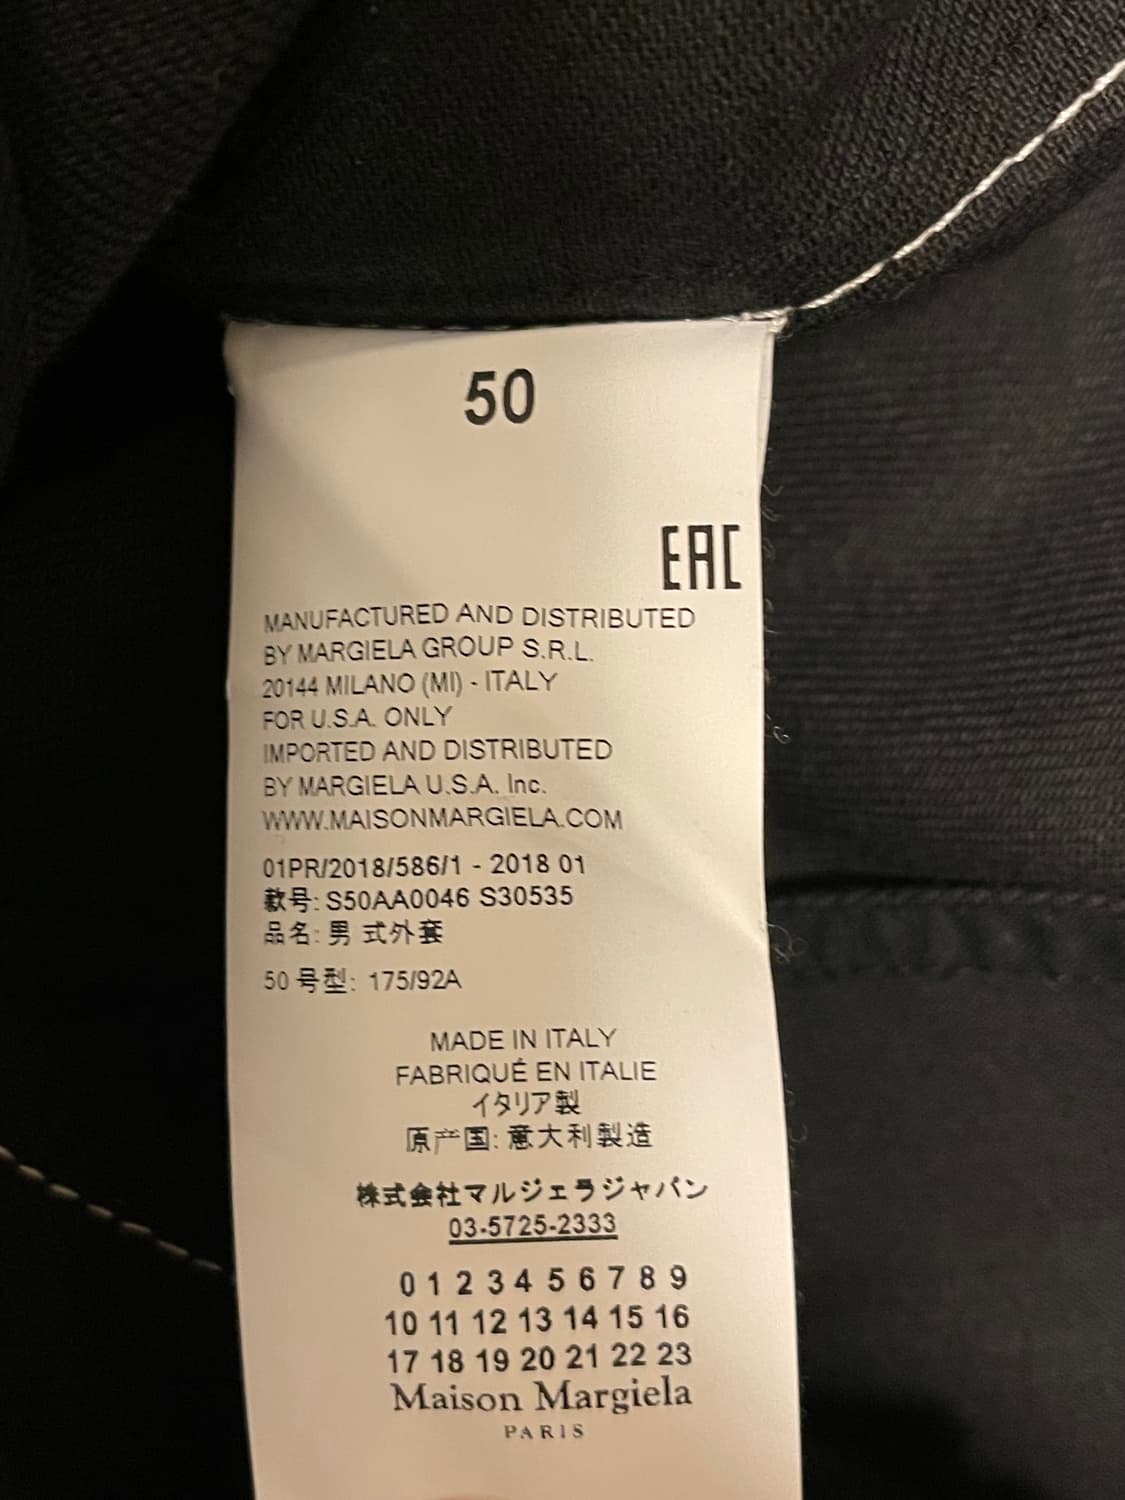 50
EAC
MANUFACTURED AND DISTRIBUTED
BY MARGIELA GROUP S.R.L.
20144 MILANO (MI) - ITALY
FOR U.S.A. ONLY
IMPORTED AND DISTRIBUTED
BY MARGIELA U.S.A. Inc.
WWW.MAISONMARGIELA.COM
01PR/2018/586/1 - 2018 01
款号: S50AA0046 S30535
品名: 男 式外套
50 号型: 175/92A
MADE IN ITALY
FABRIQUÉ EN ITALIE
イタリア製
原产国: 意大利製造
株式会社マルジェラジャパン
03-5725-2333
0 1 2 3 4 5 6 7 8 9
10 11 12 13 14 15 16
17 18 19 20 21 22 23
Maison Margiela
PARIS